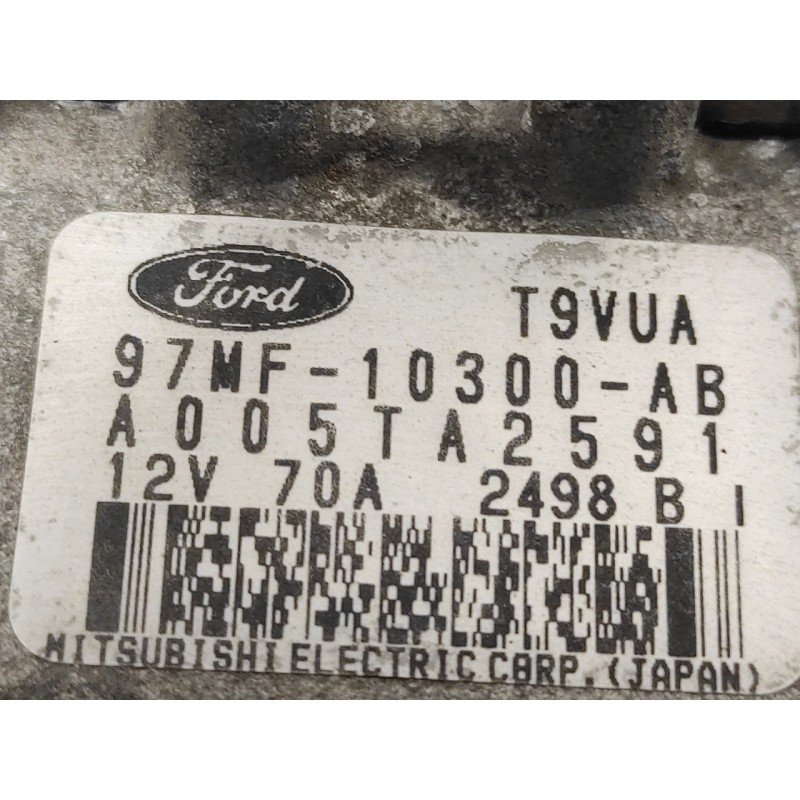 Ford T9VUA
97MF-10300-AB
A005TA2591
12V 70A 2498 B I
MITSUBISHI ELECTRIC CORP. (JAPAN)